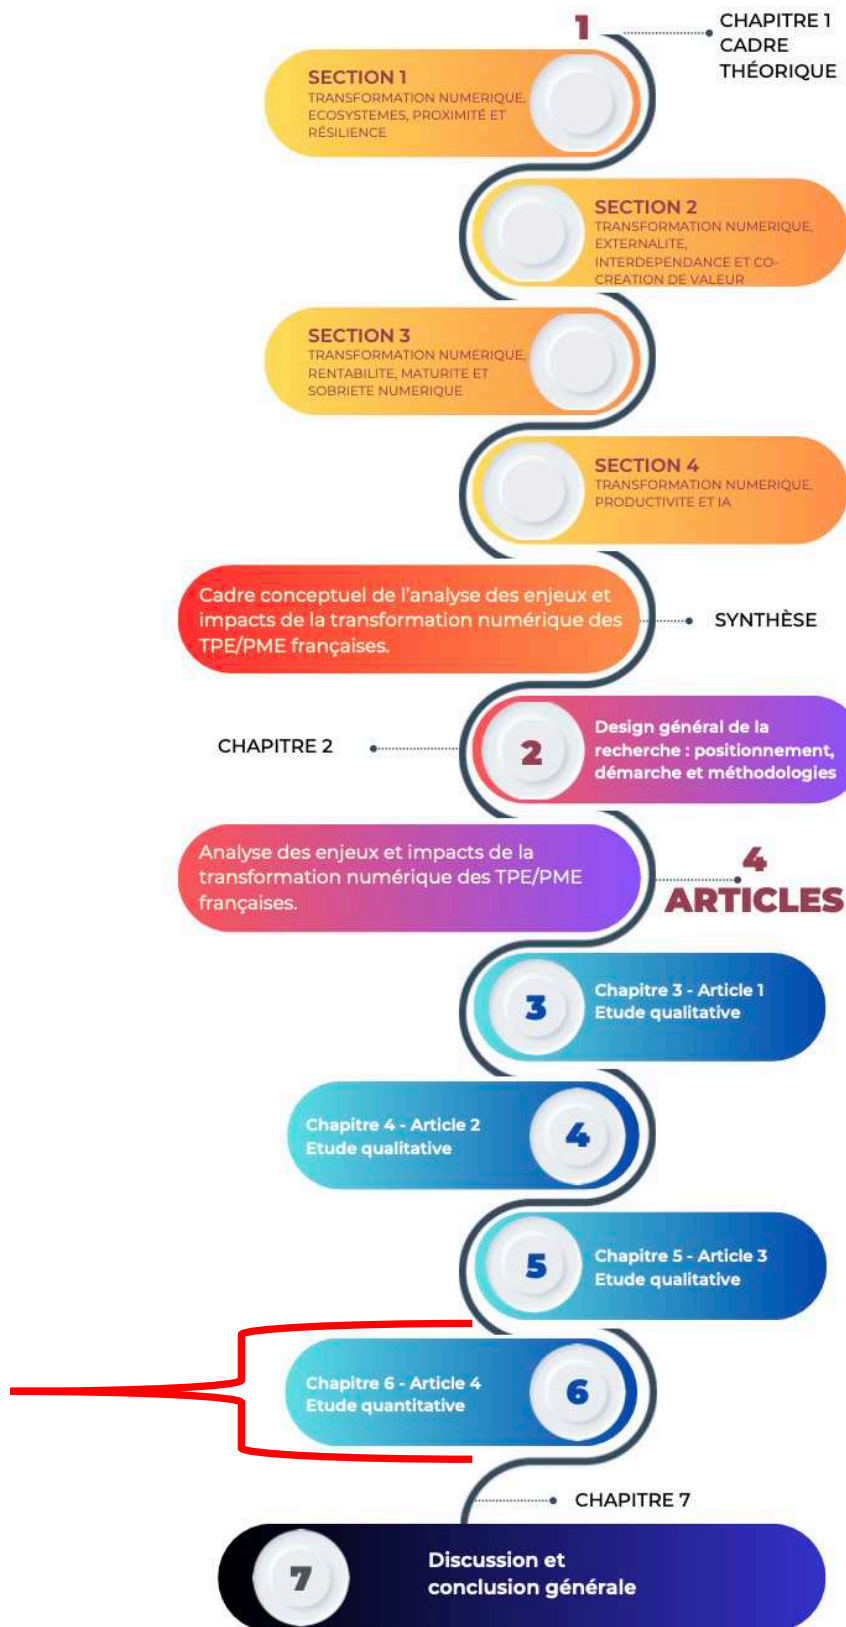 1
CHAPITRE 1
CADRE
THÉORIQUE
SECTION 1
TRANSFORMATION NUMERIQUE,
ECOSYSTEMES, PROXIMITÉ ET
RÉSILIENCE
SECTION 2
TRANSFORMATION NUMERIQUE,
EXTERNALITE,
INTERDEPENDANCE ET CO-
CREATION DE VALEUR
SECTION 3
TRANSFORMATION NUMERIQUE,
RENTABILITE, MATURITE ET
SOBRIETE NUMERIQUE
SECTION 4
TRANSFORMATION NUMERIQUE,
PRODUCTIVITE ET IA
Cadre conceptuel de l'analyse des enjeux et
impacts de la transformation numérique des
TPE/PME françaises.
SYNTHÈSE
CHAPITRE 2
2
Design général de la
recherche : positionnement,
démarche et méthodologies
Analyse des enjeux et impacts de la
transformation numérique des TPE/PME
françaises.
4
ARTICLES
3
Chapitre 3 - Article 1
Etude qualitative
Chapitre 4 - Article 2
Etude qualitative
4
5
Chapitre 5 - Article 3
Etude qualitative
Chapitre 6 - Article 4
Etude quantitative
6
CHAPITRE 7
7
Discussion et
conclusion générale